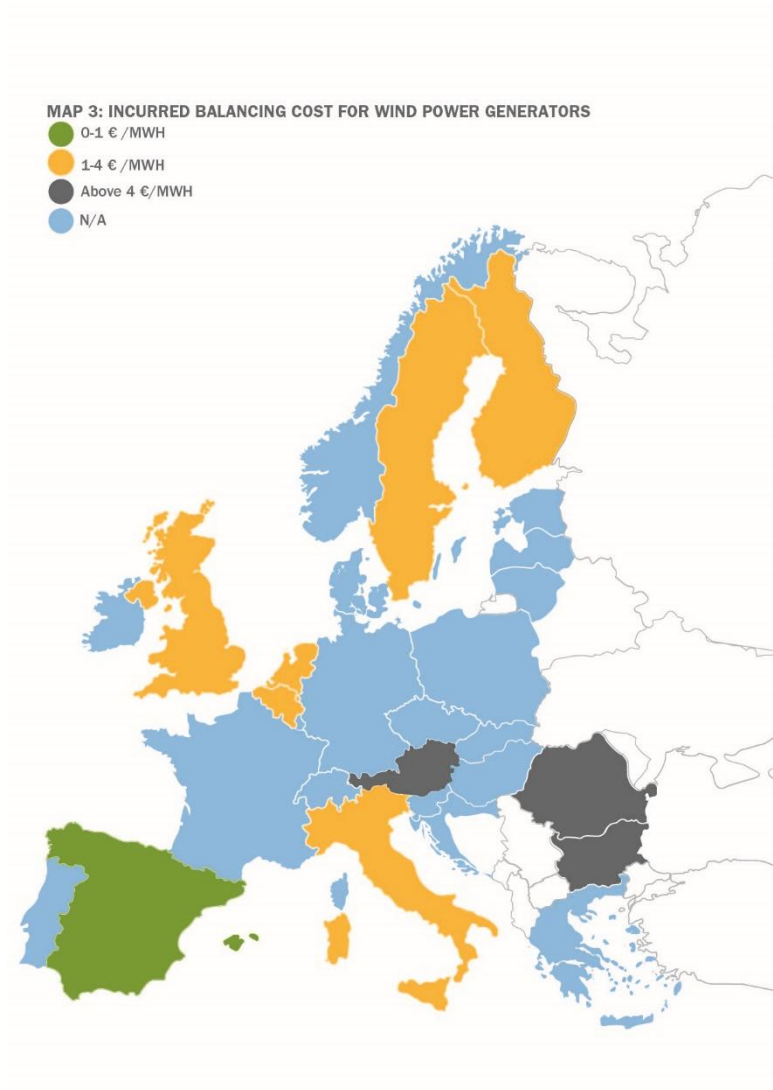 MAP 3: INCURRED BALANCING COST FOR WIND POWER GENERATORS
0-1 € /MWH
1-4 € /MWH
Above 4 €/MWH
N/A